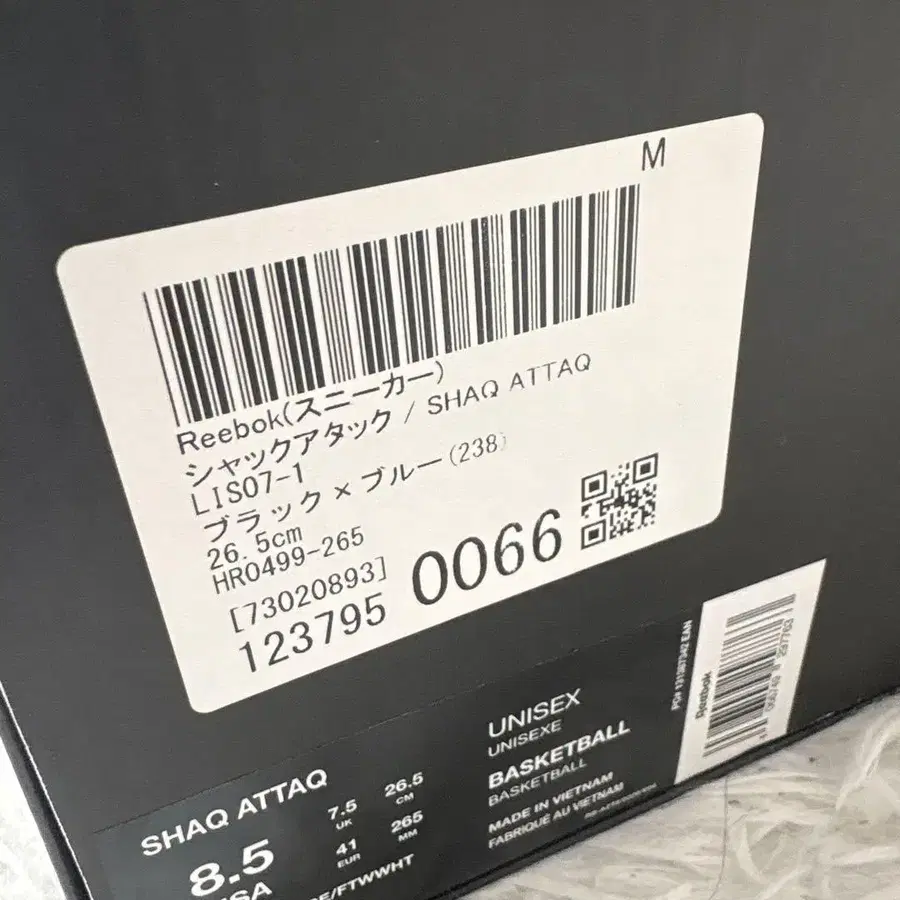 M
Reebok(スニーカー)
シャックアタック / SHAQ ATTAQ
LIS07-1
ブラック×ブルー(238)
26.5cm
HR0499-265
[73020893]
123795 0066
SHAQ ATTAQ
8.5
7.5
UK
26.5
CM
41
EUR
265
MM
E/FTWWHT
UNISEX
UNISEXE
BASKETBALL
BASKETBALL
MADE IN VIETNAM
FABRIQUE AU VIETNAM
EAN
Reebok